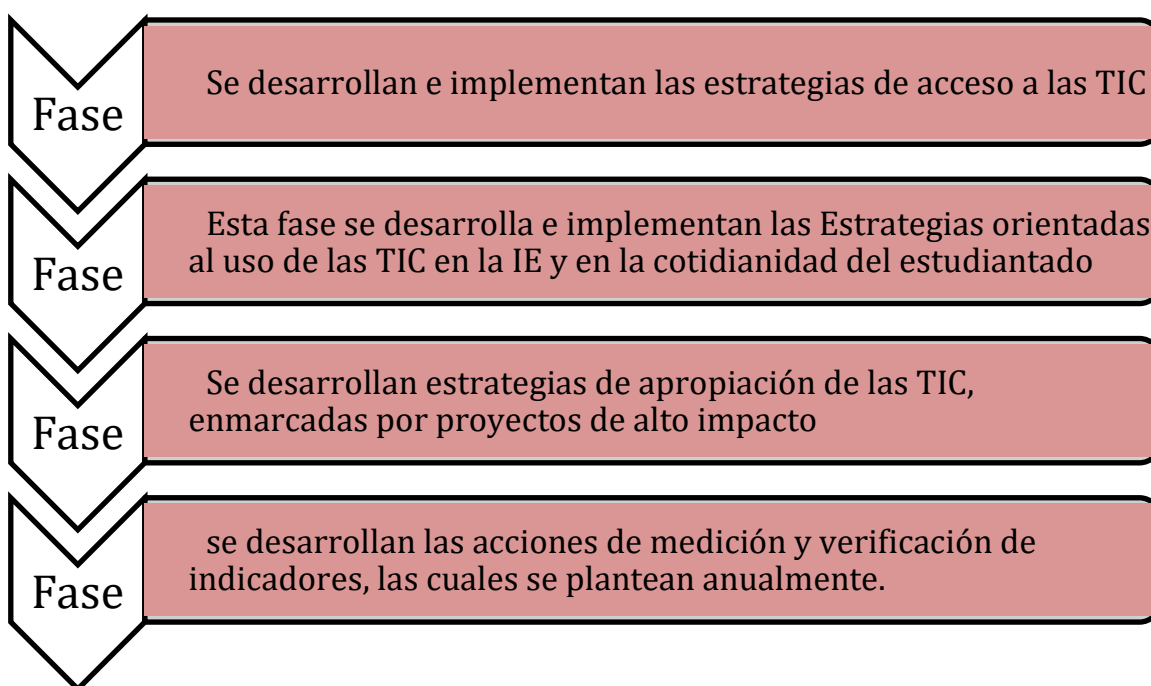 Fase
Se desarrollan e implementan las estrategias de acceso a las TIC
Fase
Esta fase se desarrolla e implementan las Estrategias orientadas
al uso de las TIC en la IE y en la cotidianidad del estudiantado
Fase
Se desarrollan estrategias de apropiación de las TIC,
enmarcadas por proyectos de alto impacto
Fase
se desarrollan las acciones de medición y verificación de
indicadores, las cuales se plantean anualmente.